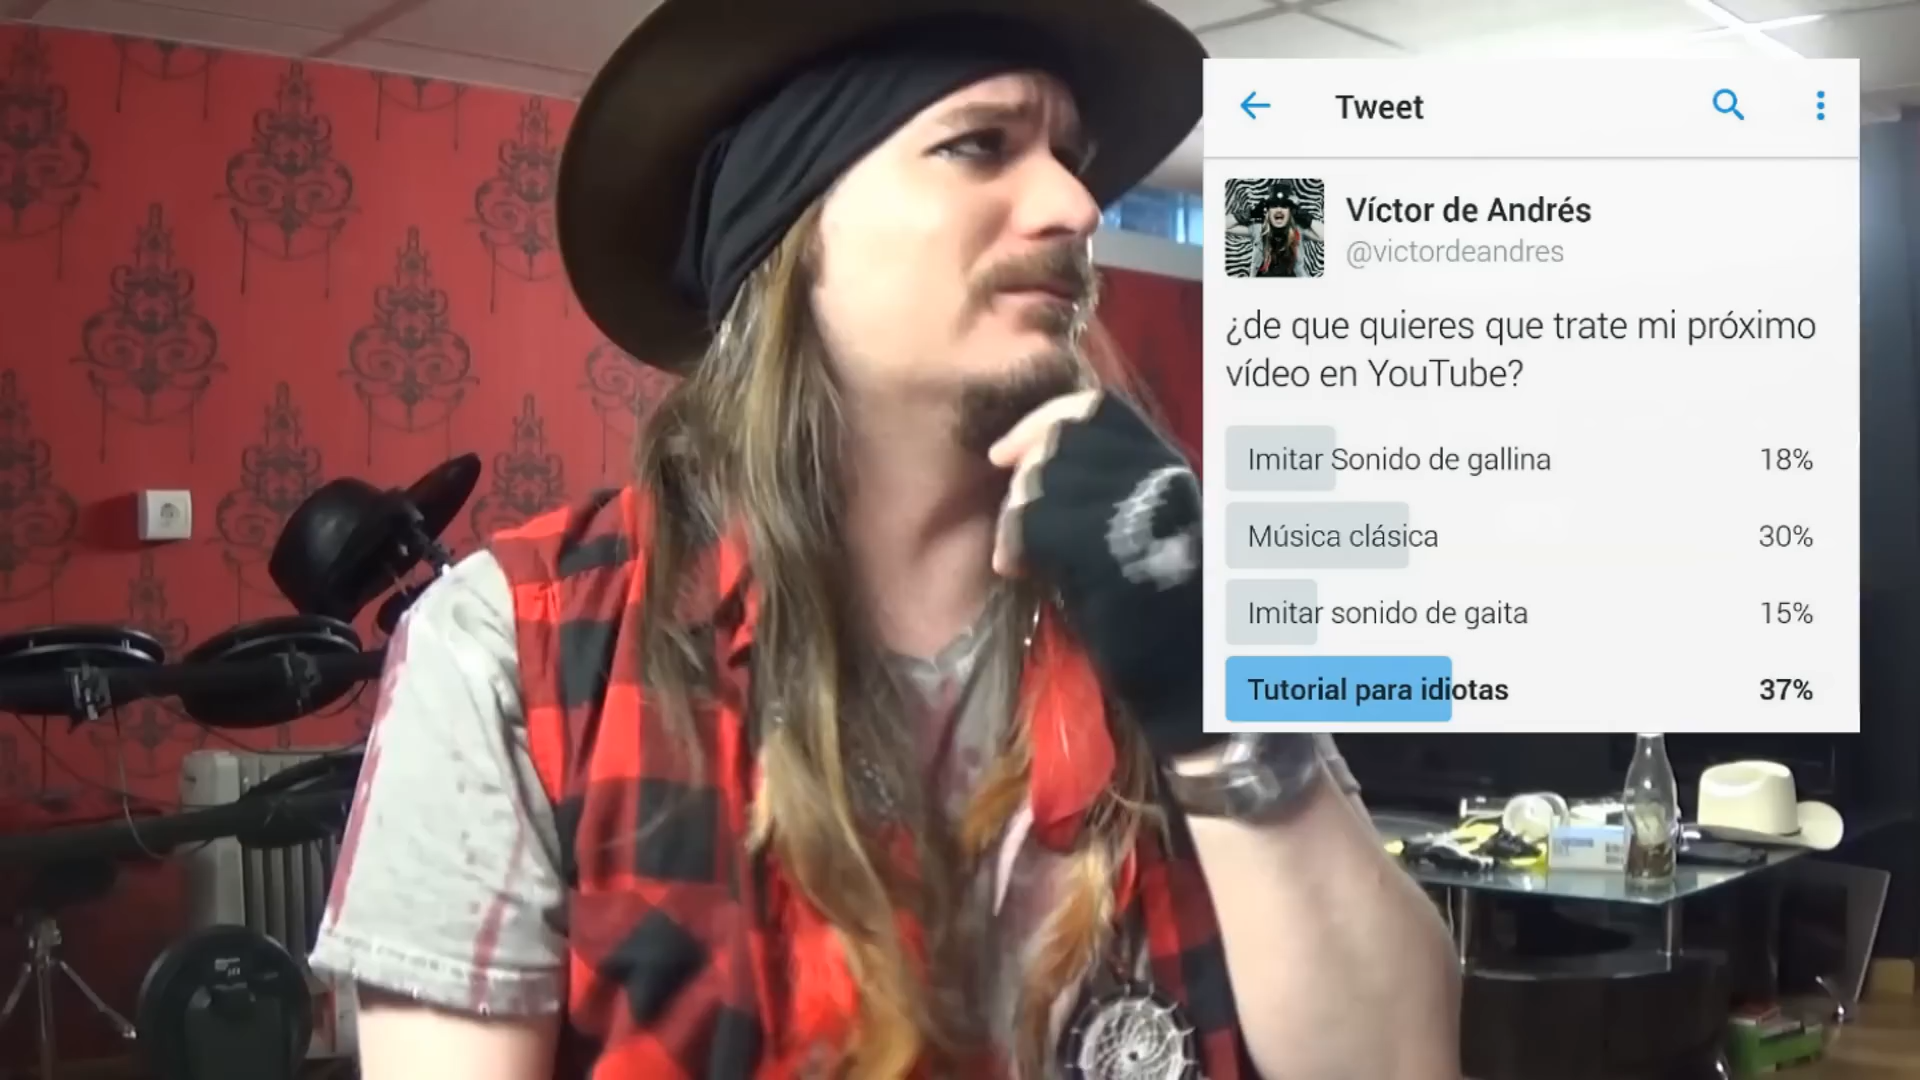 Tweet
Víctor de Andrés
@victordeandres
¿de que quieres que trate mi próximo
vídeo en YouTube?
Imitar Sonido de gallina 18%
Música clásica 30%
Imitar sonido de gaita 15%
Tutorial para idiotas 37%